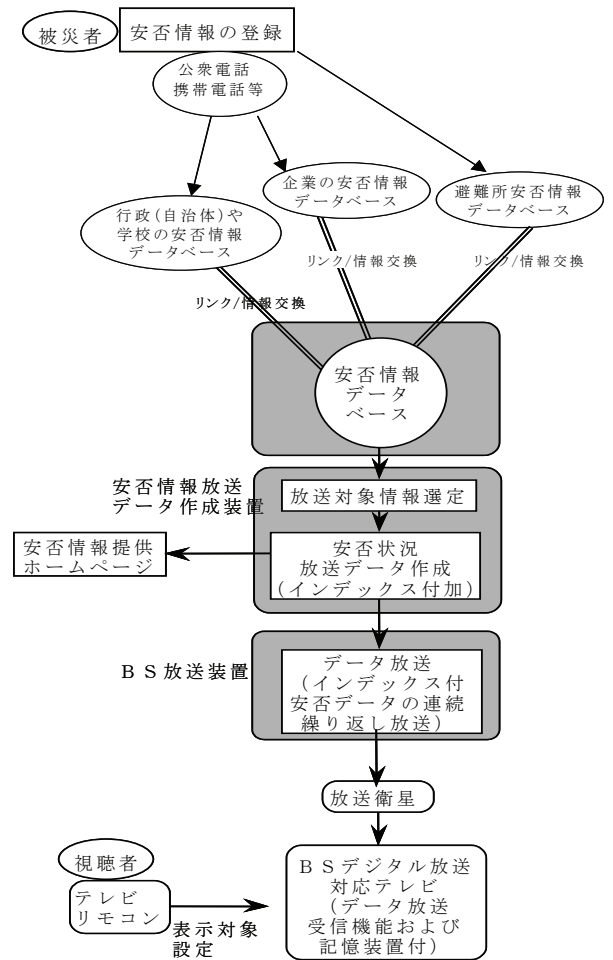 被災者
安否情報の登録
公衆電話
携帯電話等
企業の安否情報
データベース
避難所安否情報
データベース
行政(自治体)や
学校の安否情報
データベース
リンク/情報交換
リンク/情報交換
リンク/情報交換
安否情報
データ
ベース
安否情報放送
データ作成装置
放送対象情報選定
安否情報提供
ホームページ
安否状況
放送データ作成
(インデックス付加)
BS放送装置
データ放送
(インデックス付
安否データの連続
繰り返し放送)
放送衛星
視聴者
テレビ
リモコン
表示対象
設定
BSデジタル放送
対応テレビ
(データ放送
受信機能および
記憶装置付)